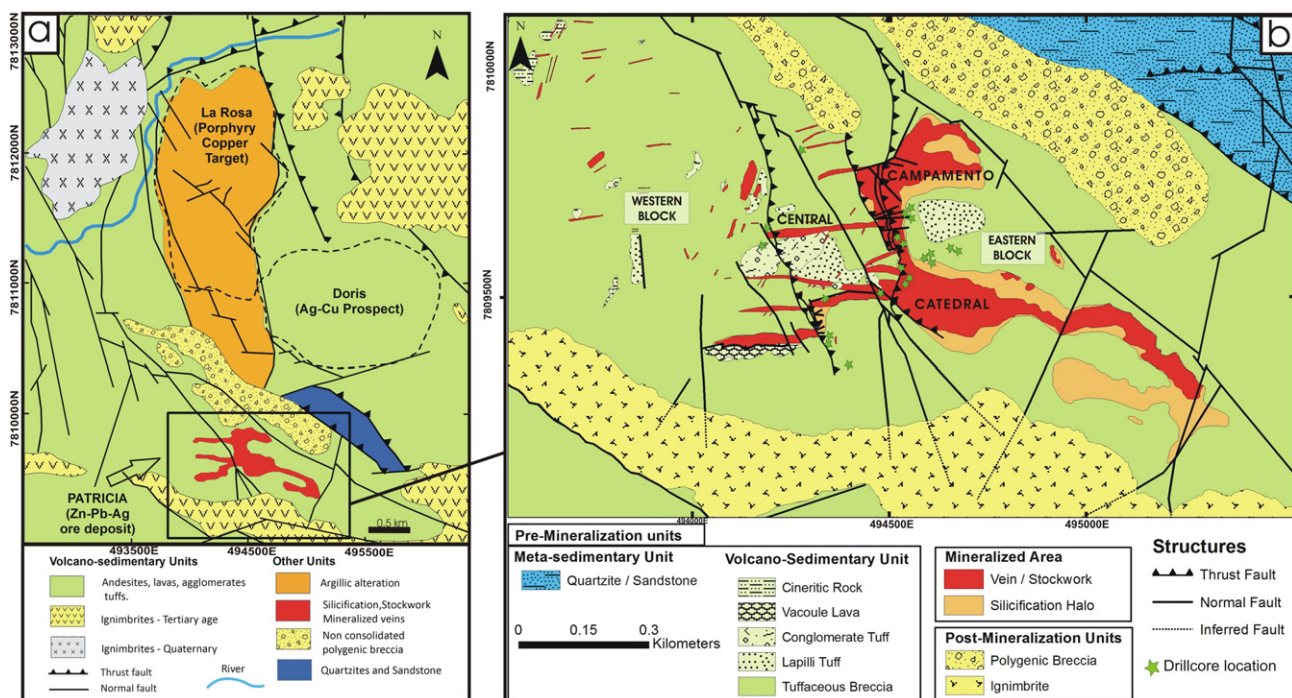 a
N
7813000N
7812000N
7811000N
7810000N
La Rosa
(Porphyry
Copper
Target)
Doris
(Ag-Cu Prospect)
PATRICIA
(Zn-Pb-Ag
ore deposit)
0.5 km
493500E
494500E
495500E
Volcano-sedimentary Units
Andesites, lavas, agglomerates
tuffs.
Ignimbrites - Tertiary age
Ignimbrites - Quaternary
Thrust fault
Normal fault
River
Other Units
Argillic alteration
Silicification,Stockwork
Mineralized veins
Non consolidated
polygenic breccia
Quartzites and Sandstone
b
N
7810000N
7809500N
WESTERN
BLOCK
CENTRAL
CAMPAMENTO
EASTERN
BLOCK
CATEDRAL
494000E
494500E
495000E
Pre-Mineralization units
Meta-sedimentary Unit
Quartzite / Sandstone
0
0.15
0.3
Kilometers
Volcano-Sedimentary Unit
Cineritic Rock
Vacoule Lava
Conglomerate Tuff
Lapilli Tuff
Tuffaceous Breccia
Mineralized Area
Vein / Stockwork
Silicification Halo
Post-Mineralization Units
Polygenic Breccia
Ignimbrite
Structures
Thrust Fault
Normal Fault
Inferred Fault
Drillcore location